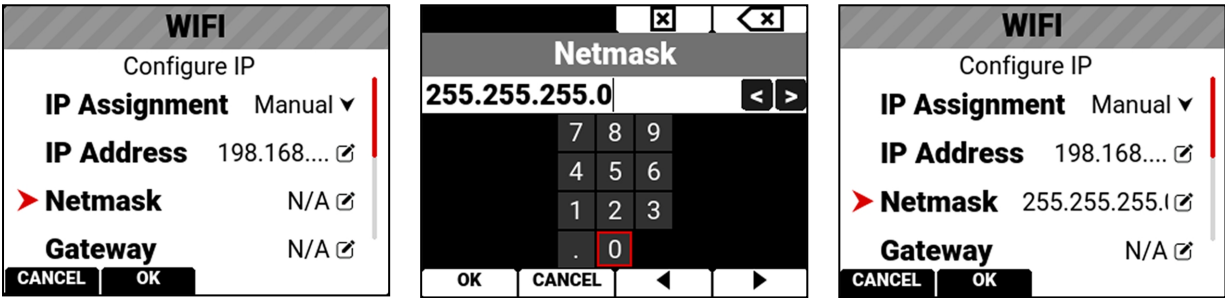 WIFI
Configure IP
IP Assignment Manual
IP Address 198.168....
Netmask N/A
Gateway N/A
CANCEL OK
Netmask
255.255.255.0
< >
7 8 9
4 5 6
1 2 3
. 0
OK CANCEL
WIFI
Configure IP
IP Assignment Manual
IP Address 198.168....
Netmask 255.255.255.
Gateway N/A
CANCEL OK